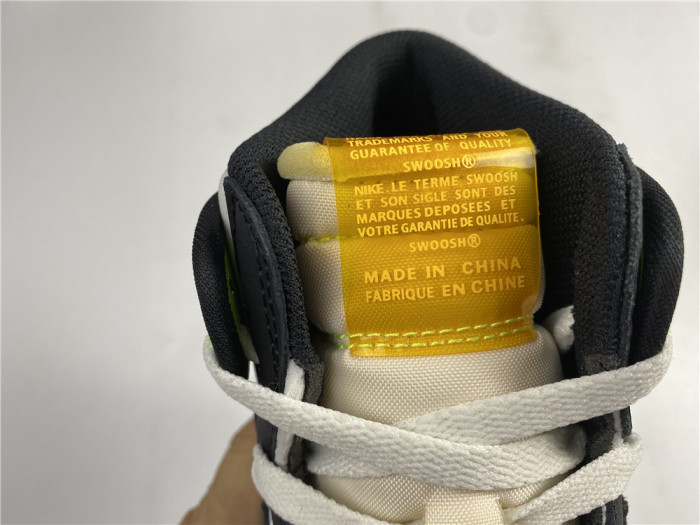 TRADEMARKS AND YOUR
GUARANTEE OF QUALITY
SWOOSH®
NIKE. LE TERME SWOOSH
ET SON SIGLE SONT DES
MARQUES DEPOSEES ET
VOTRE GARANTIE DE QUALITE.
SWOOSH®
MADE IN CHINA
FABRIQUE EN CHINE